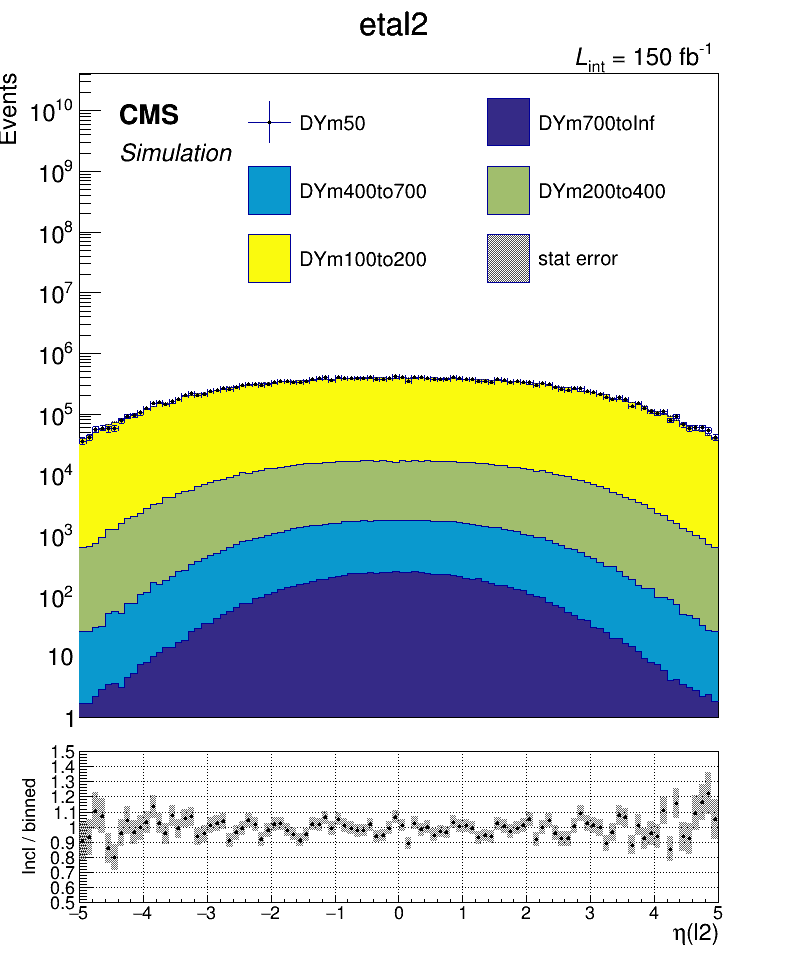 etal2
L_int = 150 fb^-1
Events
CMS
Simulation
DYm50
DYm700toInf
DYm400to700
DYm200to400
DYm100to200
stat error
10^10
10^9
10^8
10^7
10^6
10^5
10^4
10^3
10^2
10
1
Incl / binned
1.5
1.4
1.3
1.2
1.1
1
0.9
0.8
0.7
0.6
0.5
−5 −4 −3 −2 −1 0 1 2 3 4 5
η(l2)